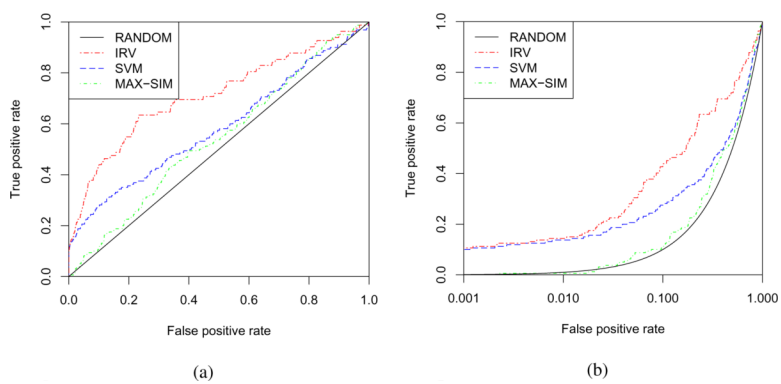 True positive rate
1.0
0.8
0.6
0.4
0.2
0.0
RANDOM
IRV
SVM
MAX−SIM
0.0 0.2 0.4 0.6 0.8 1.0
False positive rate
(a)
True positive rate
1.0
0.8
0.6
0.4
0.2
0.0
RANDOM
IRV
SVM
MAX−SIM
0.001 0.010 0.100 1.000
False positive rate
(b)